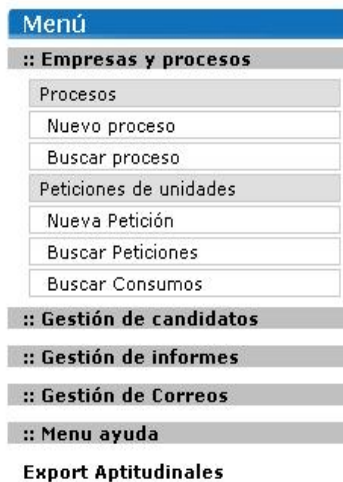 Menú
:: Empresas y procesos
Procesos
Nuevo proceso
Buscar proceso
Peticiones de unidades
Nueva Petición
Buscar Peticiones
Buscar Consumos
:: Gestión de candidatos
:: Gestión de informes
:: Gestión de Correos
:: Menu ayuda
Export Aptitudinales